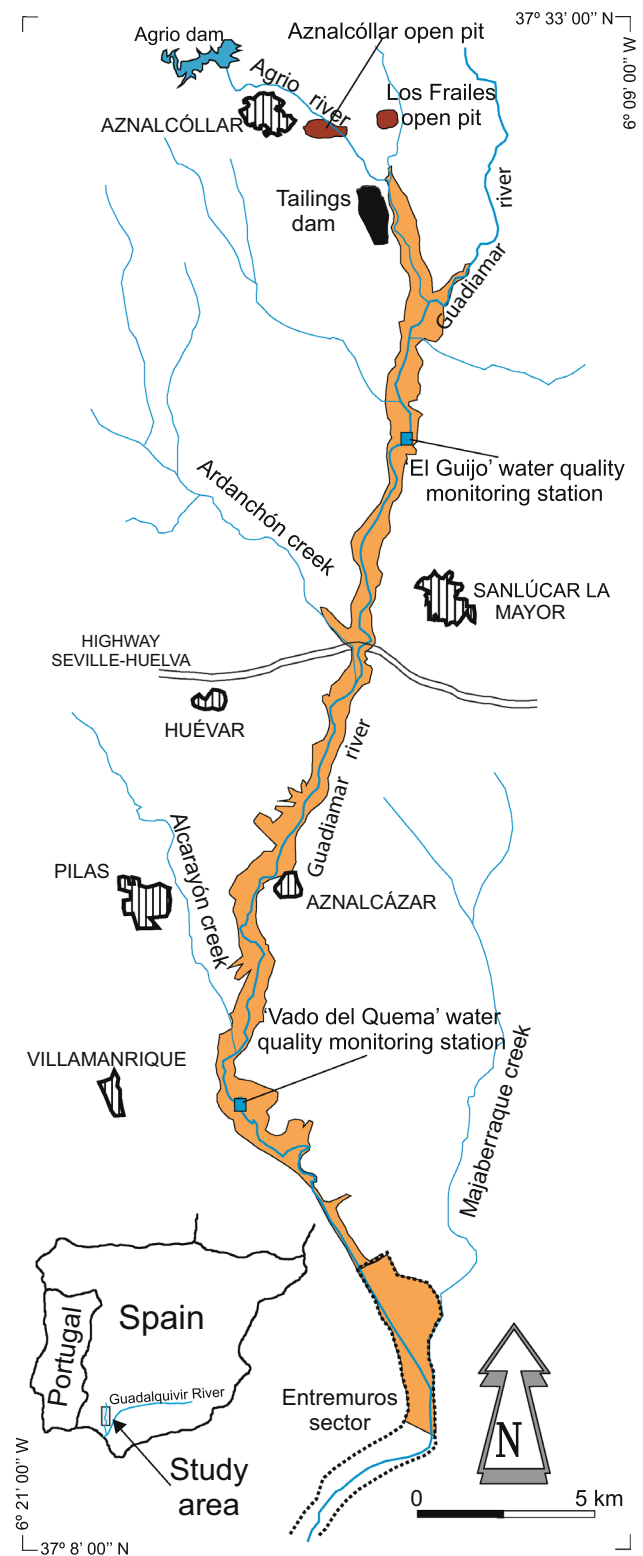 37º 33’ 00’’ N
6º 09’ 00’’ W
Agrio dam
Aznalcóllar open pit
Agrio river
Los Frailes
open pit
AZNALCÓLLAR
Tailings
dam
Guadiamar river
'El Guijo’ water quality
monitoring station
Ardanchón creek
SANLÚCAR LA
MAYOR
HIGHWAY
SEVILLE-HUELVA
HUÉVAR
Guadiamar river
Alcarayón creek
PILAS
AZNALCÁZAR
‘Vado del Quema’ water
quality monitoring station
VILLAMANRIQUE
Majaberraque creek
Spain
Portugal
Guadalquivir River
Study
area
Entremuros
sector
N
0 5 km
6º 21’ 00’’ W
37º 8’ 00’’ N